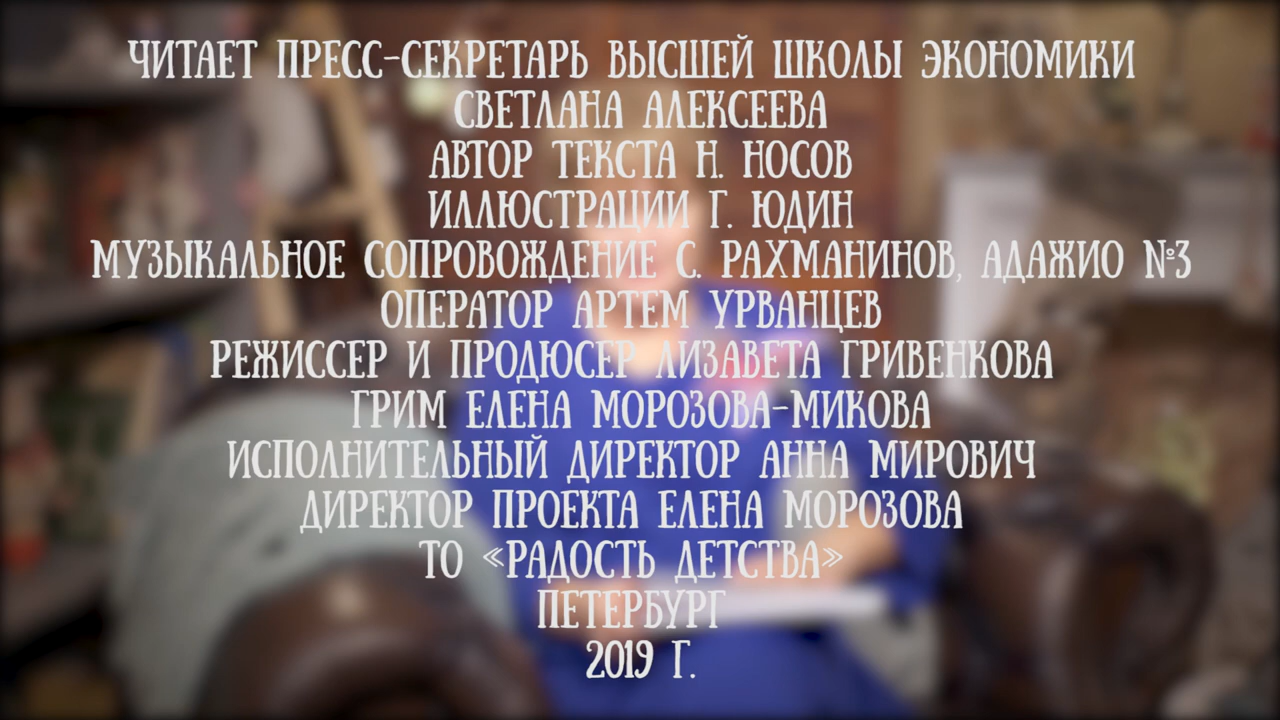 ЧИТАЕТ ПРЕСС-СЕКРЕТАРЬ ВЫСШЕЙ ШКОЛЫ ЭКОНОМИКИ
СВЕТЛАНА АЛЕКСЕЕВА
АВТОР ТЕКСТА Н. НОСОВ
ИЛЛЮСТРАЦИИ Г. ЮДИН
МУЗЫКАЛЬНОЕ СОПРОВОЖДЕНИЕ С. РАХМАНИНОВ, АДАЖИО №3
ОПЕРАТОР АРТЕМ УРВАНЦЕВ
РЕЖИССЕР И ПРОДЮСЕР ЛИЗАВЕТА ГРИВЕНКОВА
ГРИМ ЕЛЕНА МОРОЗОВА-МИКОВА
ИСПОЛНИТЕЛЬНЫЙ ДИРЕКТОР АННА МИРОВИЧ
ДИРЕКТОР ПРОЕКТА ЕЛЕНА МОРОЗОВА
ТО «РАДОСТЬ ДЕТСТВА»
ПЕТЕРБУРГ
2019 Г.